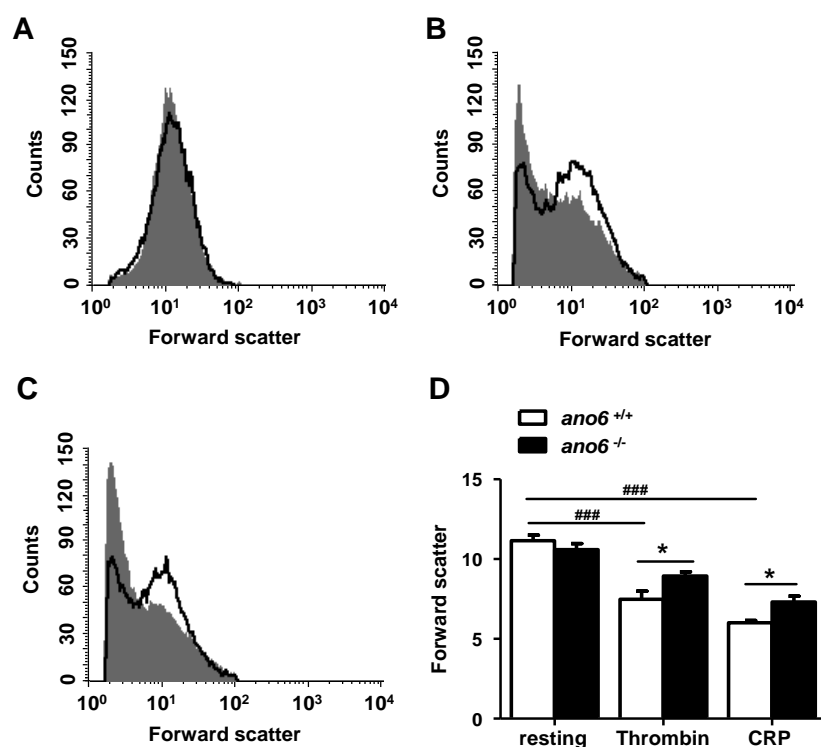 A
150
120
90
60
30
0
Counts
10⁰ 10¹ 10² 10³ 10⁴
Forward scatter
B
150
120
90
60
30
0
Counts
10⁰ 10¹ 10² 10³ 10⁴
Forward scatter
C
150
120
90
60
30
0
Counts
10⁰ 10¹ 10² 10³ 10⁴
Forward scatter
D
ano6 +/+
ano6 -/-
15
10
5
0
Forward scatter
###
###
*
*
resting Thrombin CRP